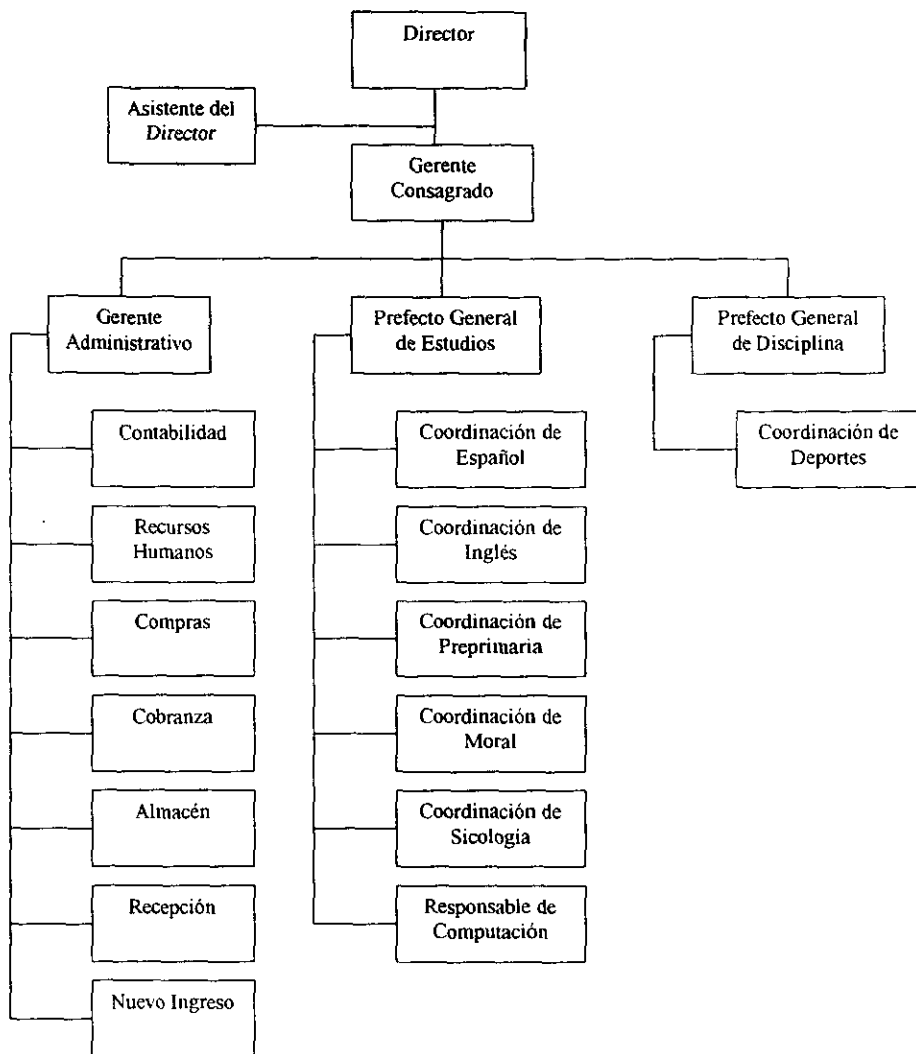 Director
Asistente del
Director
Gerente
Consagrado
Gerente
Administrativo
Contabilidad
Recursos
Humanos
Compras
Cobranza
Almacén
Recepción
Nuevo Ingreso
Prefecto General
de Estudios
Coordinación de
Español
Coordinación de
Inglés
Coordinación de
Preprimaria
Coordinación de
Moral
Coordinación de
Sicología
Responsable de
Computación
Prefecto General
de Disciplina
Coordinación de
Deportes